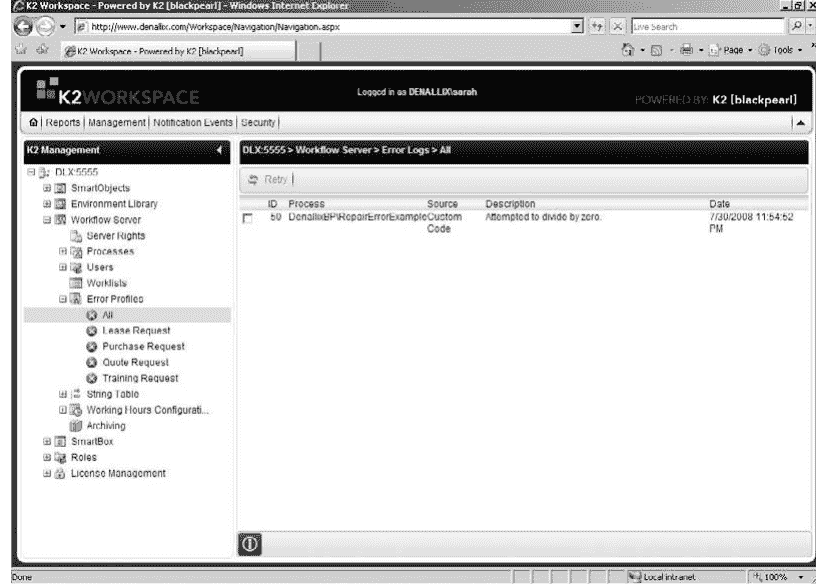 K2 Workspace - Powered by K2 [blackpearl] - Windows Internet Explorer
http://www.denallix.com/Workspace/Navigation/Navigation.aspx
Live Search
K2 Workspace - Powered by K2 [blackpearl]
Page
Tools
K2WORKSPACE
Logged in as DENALLIX\sarah
POWERED BY K2 [blackpearl]
Reports | Management | Notification Events | Security |
K2 Management
DLX:5555 > Workflow Server > Error Logs > All
DLX:5555
SmartObjects
Environment Library
Workflow Server
Server Rights
Processes
Users
Worklists
Error Profiles
All
Lease Request
Purchase Request
Quote Request
Training Request
String Table
Working Hours Configurati...
Archiving
SmartBox
Roles
License Management
Retry
ID Process Source Description Date
50 DenallixBP\RepairErrorExample Custom Attempted to divide by zero. 7/30/2008 11:54:52
Code PM
Done
Local intranet
100%